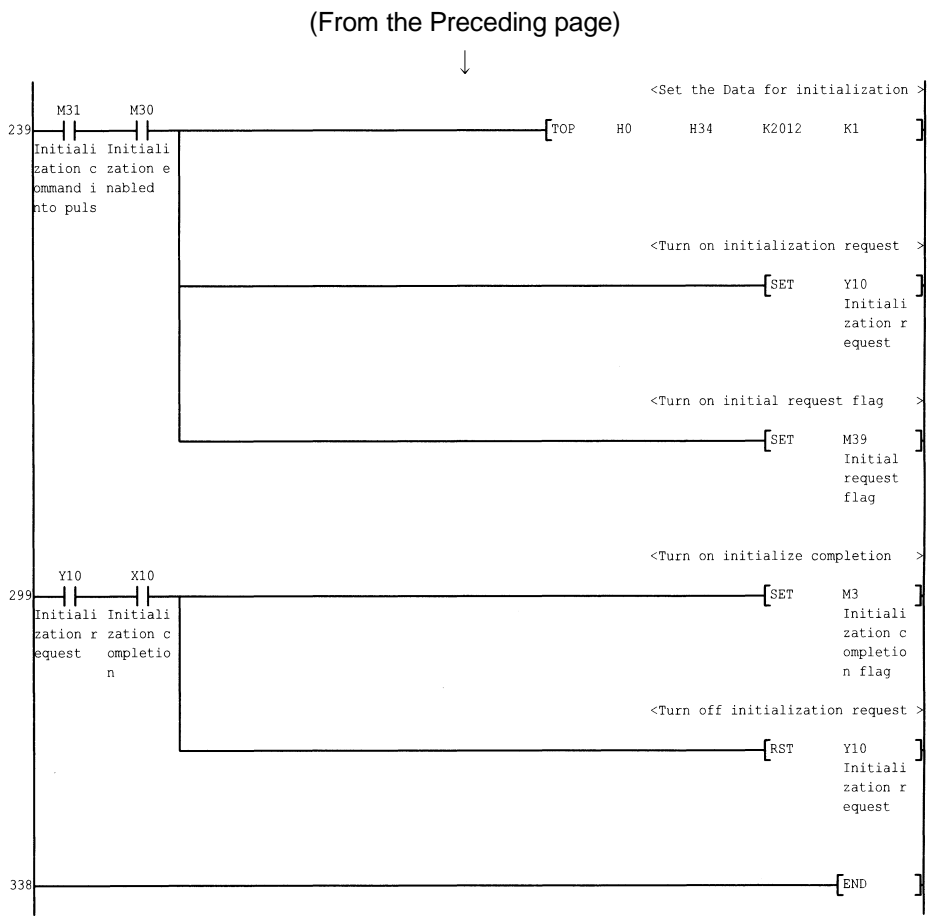 (From the Preceding page)
↓
<Set the Data for initialization >
M31 M30
239 [TOP H0 H34 K2012 K1 ]
Initiali Initiali
zation c zation e
ommand i nabled
nto puls
<Turn on initialization request >
[SET Y10 ]
Initiali
zation r
equest
<Turn on initial request flag >
[SET M39 ]
Initial
request
flag
<Turn on initialize completion >
Y10 X10
299 [SET M3 ]
Initiali Initiali Initiali
zation r zation c zation c
equest ompletio ompletio
n n flag
<Turn off initialization request >
[RST Y10 ]
Initiali
zation r
equest
338 [END ]